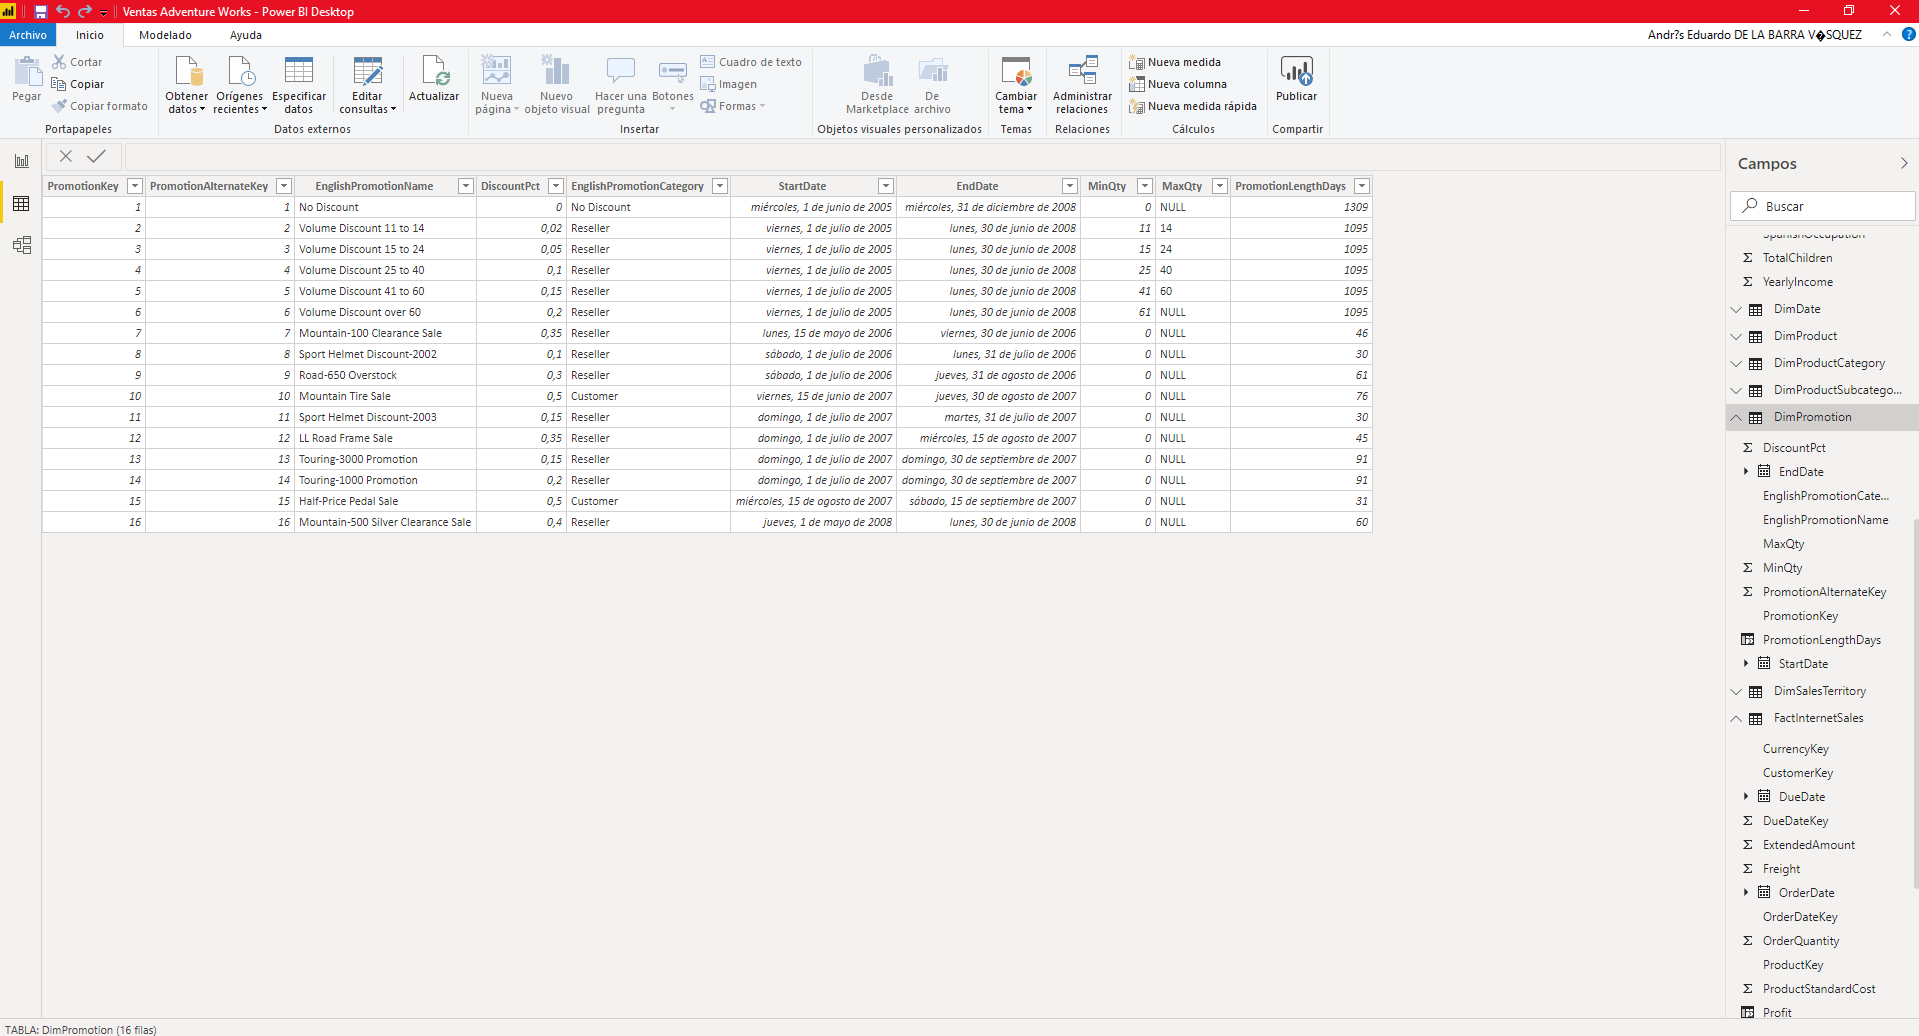 Ventas Adventure Works - Power BI Desktop
Archivo Inicio Modelado Ayuda Andr?s Eduardo DE LA BARRA V�SQUEZ
Pegar Cortar Copiar Copiar formato
Portapapeles
Obtener datos Orígenes recientes Especificar datos Editar consultas
Datos externos
Actualizar
Nueva página Nuevo objeto visual Hacer una pregunta Botones Cuadro de texto Imagen Formas
Insertar
Desde Marketplace De archivo
Objetos visuales personalizados
Cambiar tema
Temas
Administrar relaciones
Relaciones
Nueva medida
Nueva columna
Nueva medida rápida
Cálculos
Publicar
Compartir
PromotionKey PromotionAlternateKey EnglishPromotionName DiscountPct EnglishPromotionCategory StartDate EndDate MinQty MaxQty PromotionLengthDays
1 1 No Discount 0 No Discount miércoles, 1 de junio de 2005 miércoles, 31 de diciembre de 2008 0 NULL 1309
2 2 Volume Discount 11 to 14 0,02 Reseller viernes, 1 de julio de 2005 lunes, 30 de junio de 2008 11 14 1095
3 3 Volume Discount 15 to 24 0,05 Reseller viernes, 1 de julio de 2005 lunes, 30 de junio de 2008 15 24 1095
4 4 Volume Discount 25 to 40 0,1 Reseller viernes, 1 de julio de 2005 lunes, 30 de junio de 2008 25 40 1095
5 5 Volume Discount 41 to 60 0,15 Reseller viernes, 1 de julio de 2005 lunes, 30 de junio de 2008 41 60 1095
6 6 Volume Discount over 60 0,2 Reseller viernes, 1 de julio de 2005 lunes, 30 de junio de 2008 61 NULL 1095
7 7 Mountain-100 Clearance Sale 0,35 Reseller lunes, 15 de mayo de 2006 viernes, 30 de junio de 2006 0 NULL 46
8 8 Sport Helmet Discount-2002 0,1 Reseller sábado, 1 de julio de 2006 lunes, 31 de julio de 2006 0 NULL 30
9 9 Road-650 Overstock 0,3 Reseller sábado, 1 de julio de 2006 jueves, 31 de agosto de 2006 0 NULL 61
10 10 Mountain Tire Sale 0,5 Customer viernes, 15 de junio de 2007 jueves, 30 de agosto de 2007 0 NULL 76
11 11 Sport Helmet Discount-2003 0,15 Reseller domingo, 1 de julio de 2007 martes, 31 de julio de 2007 0 NULL 30
12 12 LL Road Frame Sale 0,35 Reseller domingo, 1 de julio de 2007 miércoles, 15 de agosto de 2007 0 NULL 45
13 13 Touring-3000 Promotion 0,15 Reseller domingo, 1 de julio de 2007 domingo, 30 de septiembre de 2007 0 NULL 91
14 14 Touring-1000 Promotion 0,2 Reseller domingo, 1 de julio de 2007 domingo, 30 de septiembre de 2007 0 NULL 91
15 15 Half-Price Pedal Sale 0,5 Customer miércoles, 15 de agosto de 2007 sábado, 15 de septiembre de 2007 0 NULL 31
16 16 Mountain-500 Silver Clearance Sale 0,4 Reseller jueves, 1 de mayo de 2008 lunes, 30 de junio de 2008 0 NULL 60
Campos
Buscar
SpanishOccupation
TotalChildren
YearlyIncome
DimDate
DimProduct
DimProductCategory
DimProductSubcatego...
DimPromotion
DiscountPct
EndDate
EnglishPromotionCate...
EnglishPromotionName
MaxQty
MinQty
PromotionAlternateKey
PromotionKey
PromotionLengthDays
StartDate
DimSalesTerritory
FactInternetSales
CurrencyKey
CustomerKey
DueDate
DueDateKey
ExtendedAmount
Freight
OrderDate
OrderDateKey
OrderQuantity
ProductKey
ProductStandardCost
Profit
TABLA: DimPromotion (16 filas)